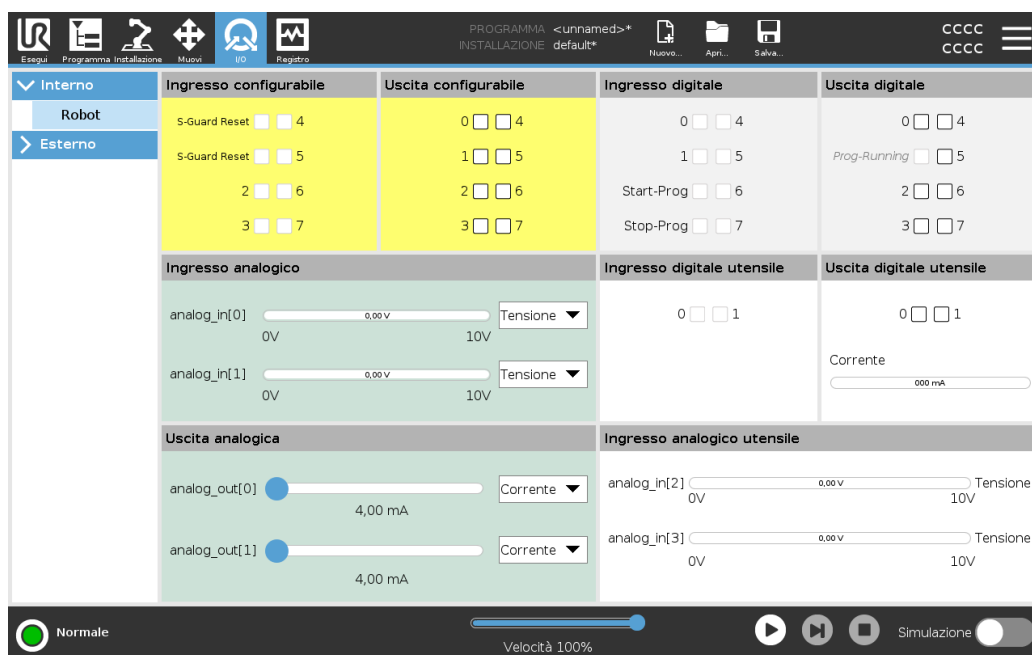 UR
PROGRAMMA <unnamed>*
INSTALLAZIONE default*
CCCC
CCCC
Esegui Programma Installazione Muovi I/O Registro Nuovo... Apri... Salva...
Interno
Robot
Esterno
Ingresso configurabile
S-Guard Reset 4
S-Guard Reset 5
2 6
3 7
Uscita configurabile
0 4
1 5
2 6
3 7
Ingresso digitale
0 4
1 5
Start-Prog 6
Stop-Prog 7
Uscita digitale
0 4
Prog-Running 5
2 6
3 7
Ingresso analogico
analog_in[0] 0,00 V Tensione
0V 10V
analog_in[1] 0,00 V Tensione
0V 10V
Ingresso digitale utensile
0 1
Uscita digitale utensile
0 1
Corrente
000 mA
Uscita analogica
analog_out[0] Corrente
4,00 mA
analog_out[1] Corrente
4,00 mA
Ingresso analogico utensile
analog_in[2] 0,00 V Tensione
0V 10V
analog_in[3] 0,00 V Tensione
0V 10V
Normale
Velocità 100%
Simulazione